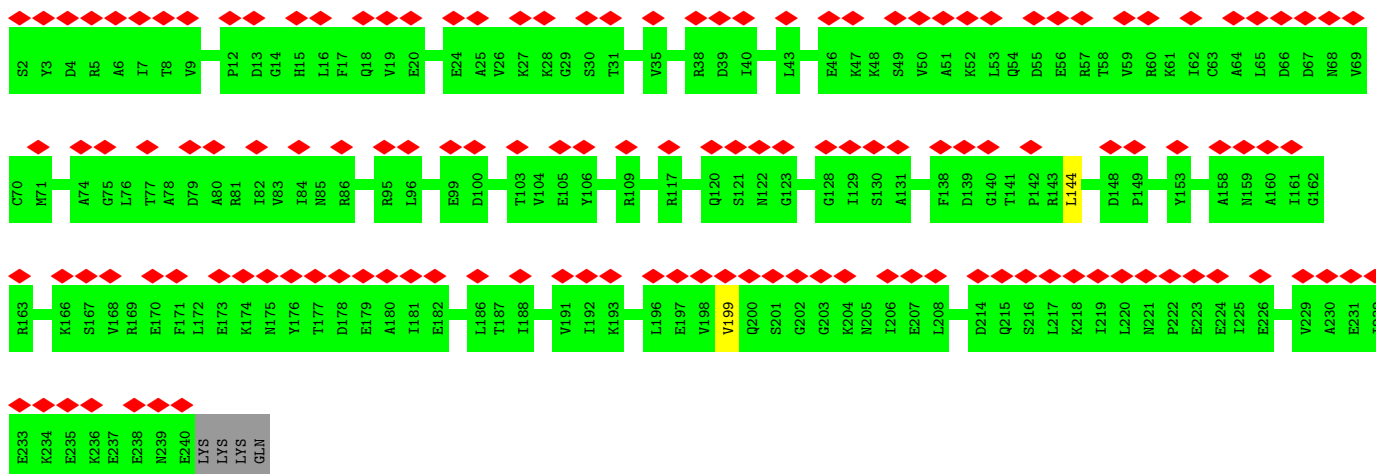 S2 Y3 D4 R5 A6 I7 T8 V9 P12 D13 G14 H15 L16 F17 Q18 V19 E20 E24 A25 V26 K27 K28 G29 S30 T31 V35 R38 D39 I40 L43 E46 K47 K48 S49 V50 A51 K52 L53 Q54 D55 E56 R57 T58 V59 R60 K61 I62 C63 A64 L65 D66 D67 N68 V69
C70 M71 A74 G75 L76 T77 A78 D79 A80 R81 I82 V83 I84 N85 R86 R95 L96 E99 D100 T103 V104 E105 Y106 R109 R117 Q120 S121 N122 G123 G128 I129 S130 A131 F138 D139 G140 T141 P142 R143 L144 D148 P149 Y153 A158 N159 A160 I161 G162
R163 K166 S167 V168 R169 E170 F171 L172 E173 K174 N175 Y176 T177 D178 E179 A180 I181 E182 L186 T187 I188 V191 I192 K193 L196 E197 V198 V199 Q200 S201 G202 G203 K204 N205 I206 E207 L208 D214 Q215 S216 L217 K218 I219 L220 N221 P222 E223 E224 I225 E226 V229 A230 E231
E233 K234 E235 K236 E237 E238 N239 E240 LYS LYS LYS GLN